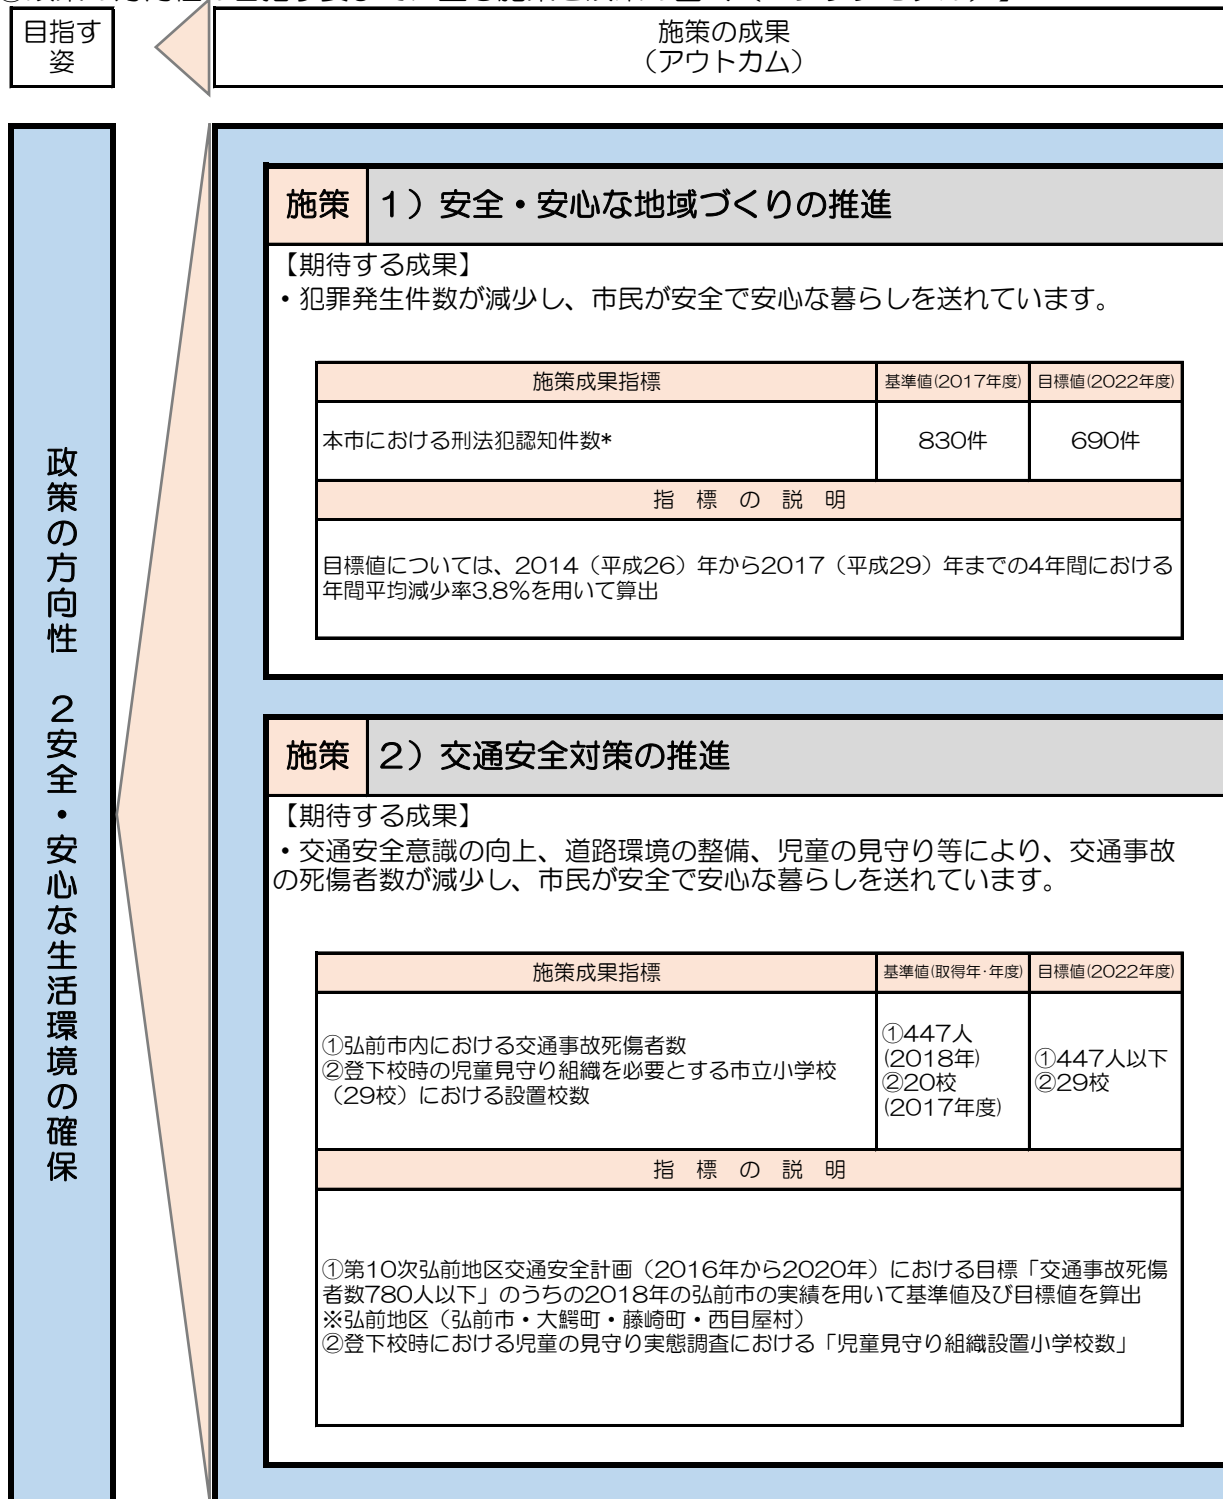 目指す
姿
施策の成果
（アウトカム）
政策の方向性　２安全・安心な生活環境の確保
施策　１）安全・安心な地域づくりの推進
【期待する成果】
・犯罪発生件数が減少し、市民が安全で安心な暮らしを送れています。
施策成果指標　基準値(2017年度)　目標値(2022年度)
本市における刑法犯認知件数*　830件　690件
指　標　の　説　明
目標値については、2014（平成26）年から2017（平成29）年までの4年間における
年間平均減少率3.8%を用いて算出
施策　２）交通安全対策の推進
【期待する成果】
・交通安全意識の向上、道路環境の整備、児童の見守り等により、交通事故
の死傷者数が減少し、市民が安全で安心な暮らしを送れています。
施策成果指標　基準値(取得年・年度)　目標値(2022年度)
①弘前市内における交通事故死傷者数
②登下校時の児童見守り組織を必要とする市立小学校
（29校）における設置校数
①447人
(2018年)
②20校
(2017年度)
①447人以下
②29校
指　標　の　説　明
①第10次弘前地区交通安全計画（2016年から2020年）における目標「交通事故死傷
者数780人以下」のうちの2018年の弘前市の実績を用いて基準値及び目標値を算出
※弘前地区（弘前市・大鰐町・藤崎町・西目屋村）
②登下校時における児童の見守り実態調査における「児童見守り組織設置小学校数」